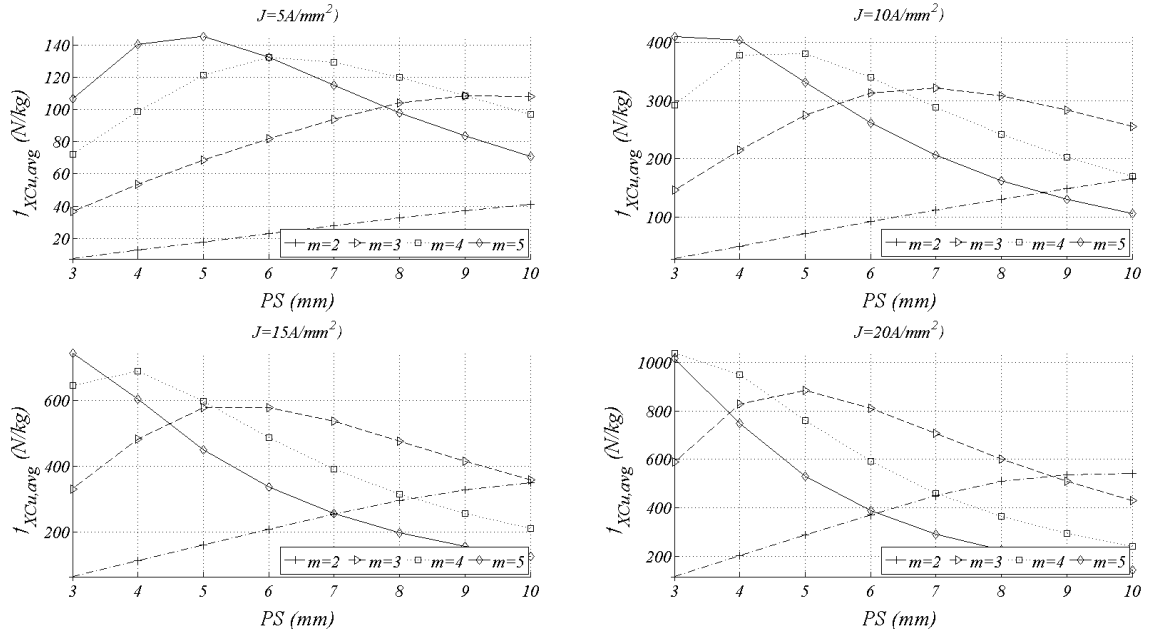 J=5A/mm²)
140
120
100
80
60
40
20
f_XCu,avg (N/kg)
m=2 m=3 m=4 m=5
3 4 5 6 7 8 9 10
PS (mm)
J=10A/mm²)
400
300
200
100
f_XCu,avg (N/kg)
m=2 m=3 m=4 m=5
3 4 5 6 7 8 9 10
PS (mm)
J=15A/mm²)
600
400
200
f_XCu,avg (N/kg)
m=2 m=3 m=4 m=5
3 4 5 6 7 8 9 10
PS (mm)
J=20A/mm²)
1000
800
600
400
200
f_XCu,avg (N/kg)
m=2 m=3 m=4 m=5
3 4 5 6 7 8 9 10
PS (mm)